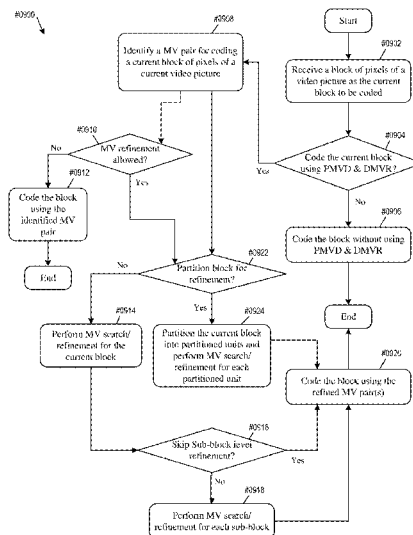 #0900
Start
#0902
Receive a block of pixels of a
video picture as the current
block to be coded
#0904
Code the current block
using PMVD & DMVR?
Yes
No
#0906
Code the block without using
PMVD & DMVR
End
#0908
Identify a MV pair for coding
a current block of pixels of a
current video picture
#0910
MV refinement
allowed?
No
Yes
#0912
Code the block
using the
identified MV
pair
End
#0922
Partition block for
refinement?
No
Yes
#0914
Perform MV search/
refinement for the
current block
#0924
Partition the current block
into partitioned units and
perform MV search/
refinement for each
partitioned unit
#0920
Code the block using the
refined MV pair(s)
#0916
Skip Sub-block level
refinement?
Yes
No
#0918
Perform MV search/
refinement for each sub-block